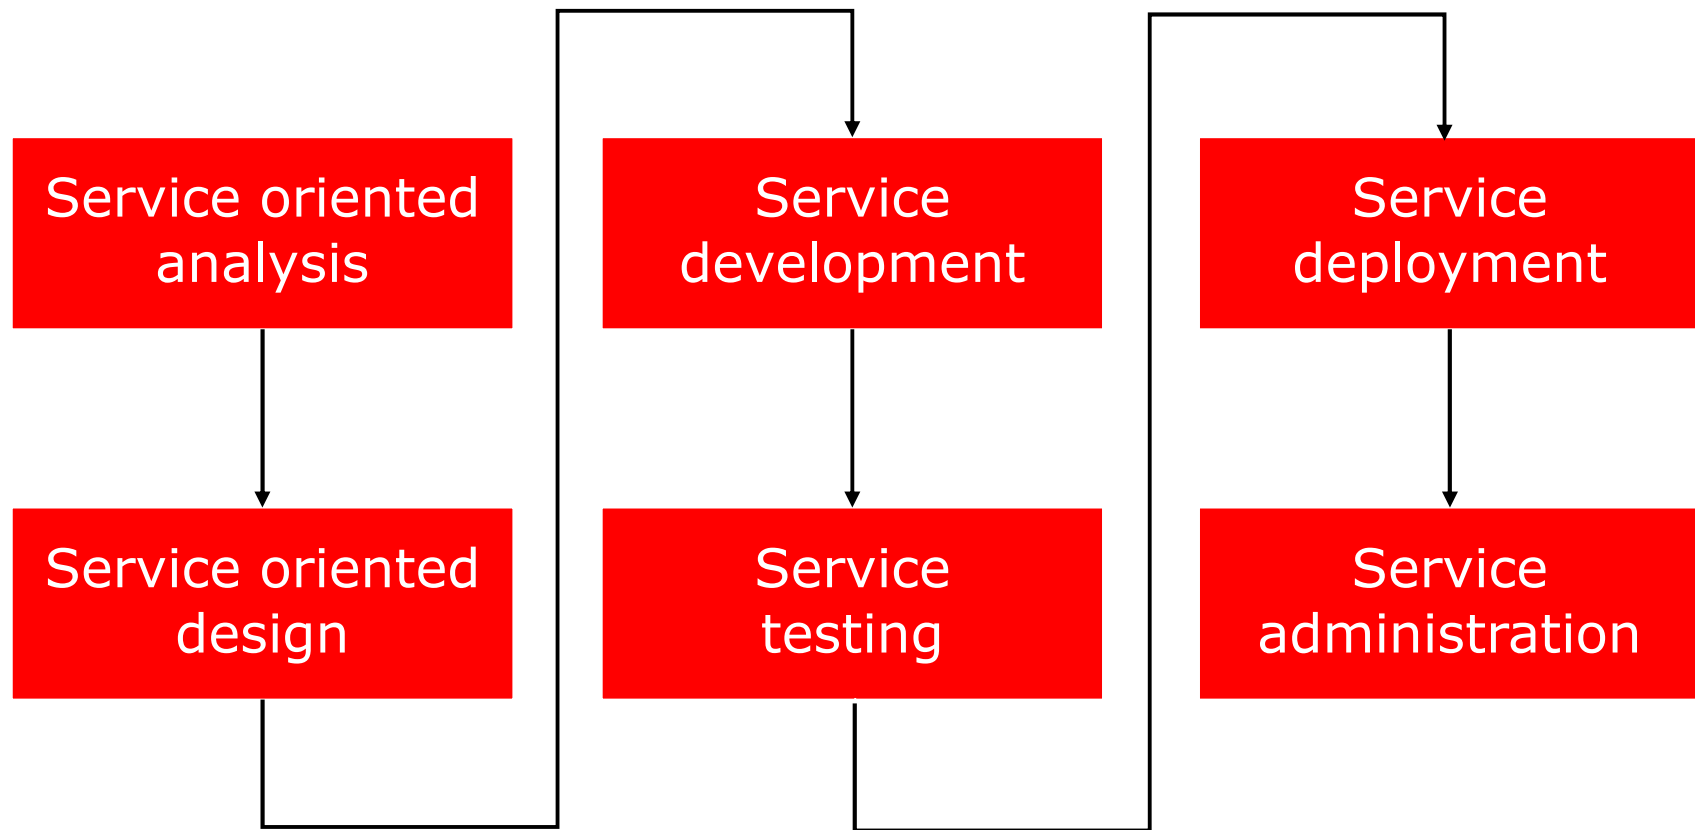 Service oriented
analysis
Service oriented
design
Service
development
Service
testing
Service
deployment
Service
administration